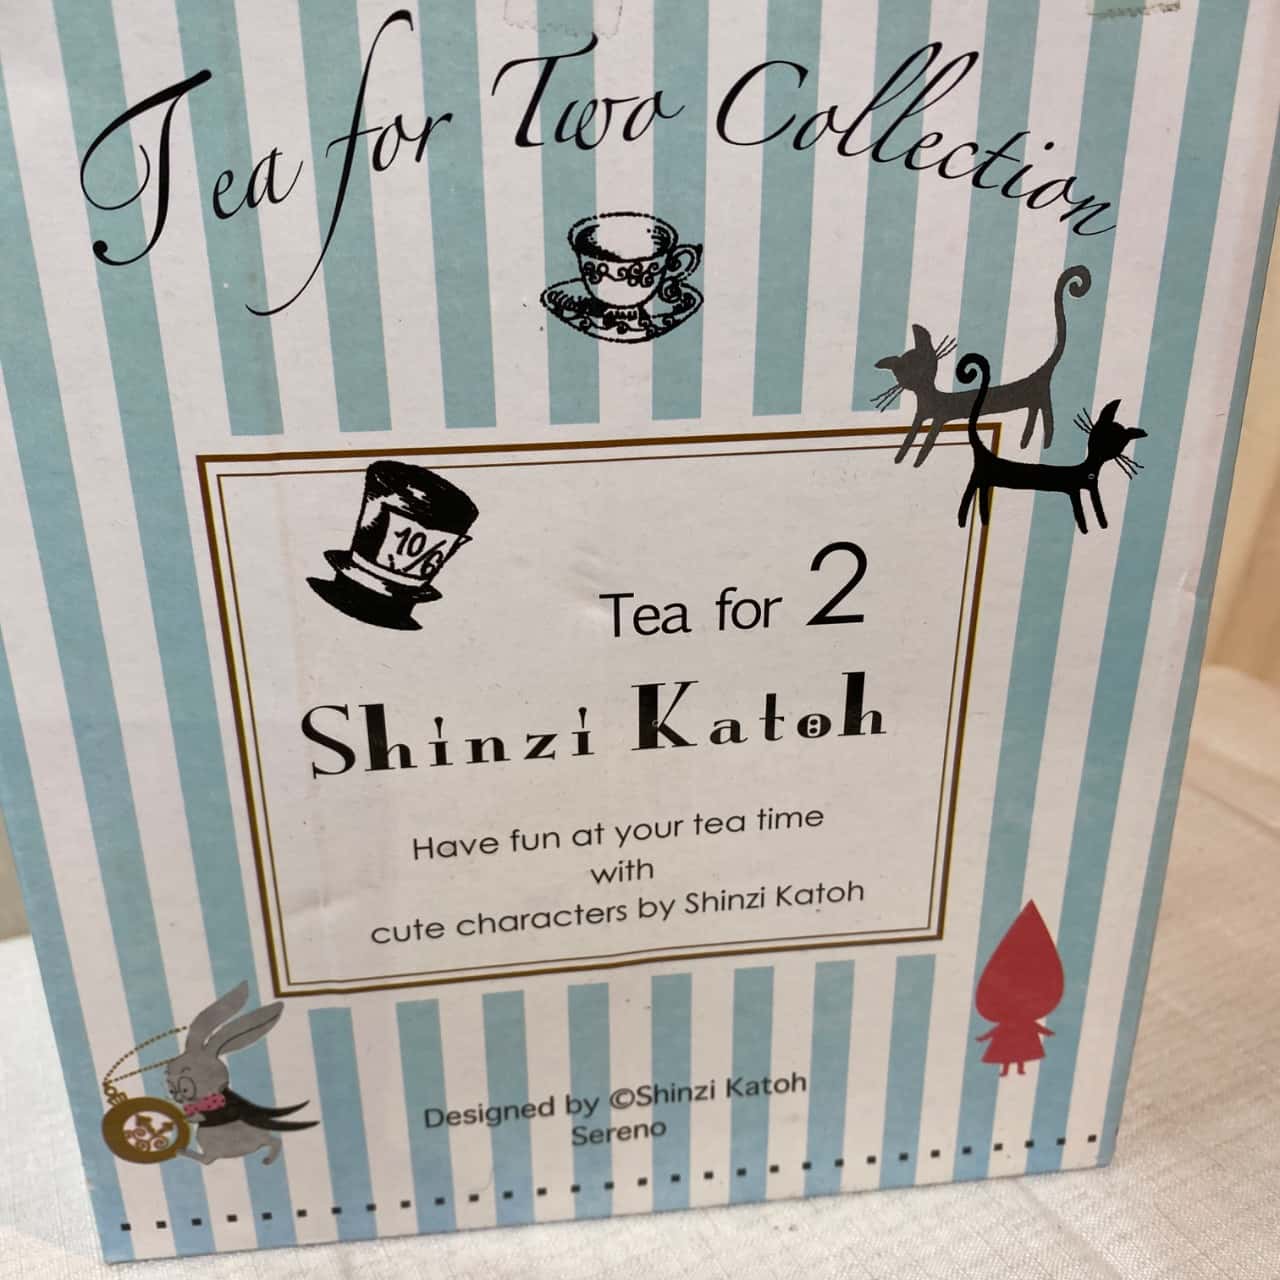 Tea for Two Collection
10/6
Tea for 2
Shinzi Katoh
Have fun at your tea time
with
cute characters by Shinzi Katoh
Designed by ©Shinzi Katoh
Sereno